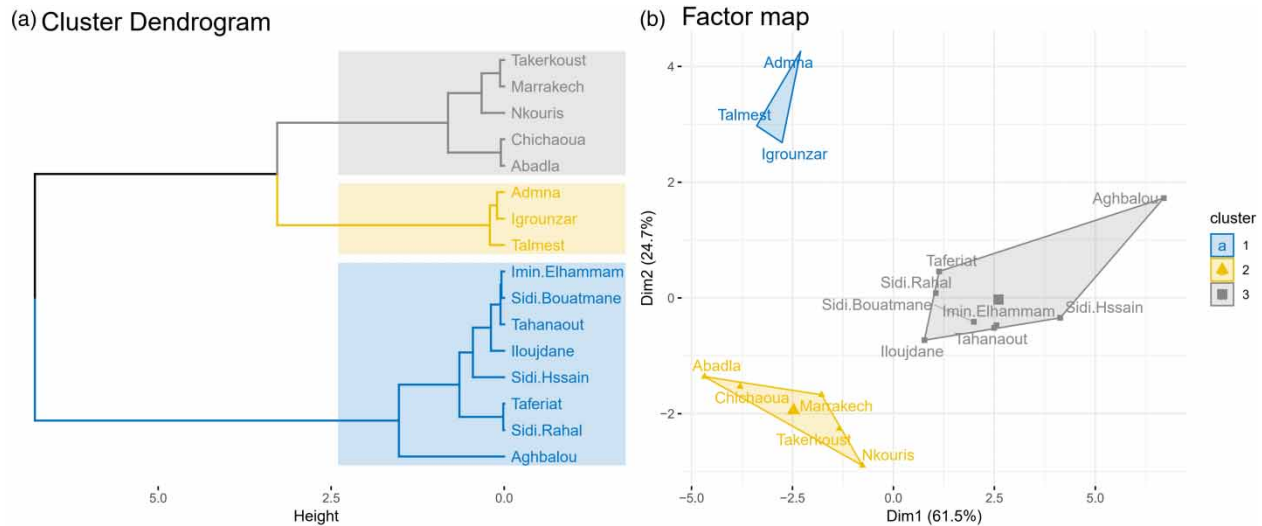 (a) Cluster Dendrogram
Takerkoust
Marrakech
Nkouris
Chichaoua
Abadla
Admna
Igrounzar
Talmest
Imin.Elhammam
Sidi.Bouatmane
Tahanaout
Iloujdane
Sidi.Hssain
Taferiat
Sidi.Rahal
Aghbalou
5.0 2.5 0.0
Height
(b) Factor map
Admna
Talmest
Igrounzar
Aghbalou
Taferiat
Sidi.Rahal
Sidi.Bouatmane
Imin.Elhammam
Sidi.Hssain
Tahanaout
Iloujdane
Abadla
Chichaoua
Marrakech
Takerkoust
Nkouris
4
2
0
−2
Dim2 (24.7%)
−5.0 −2.5 0.0 2.5 5.0
Dim1 (61.5%)
cluster
a 1
2
3